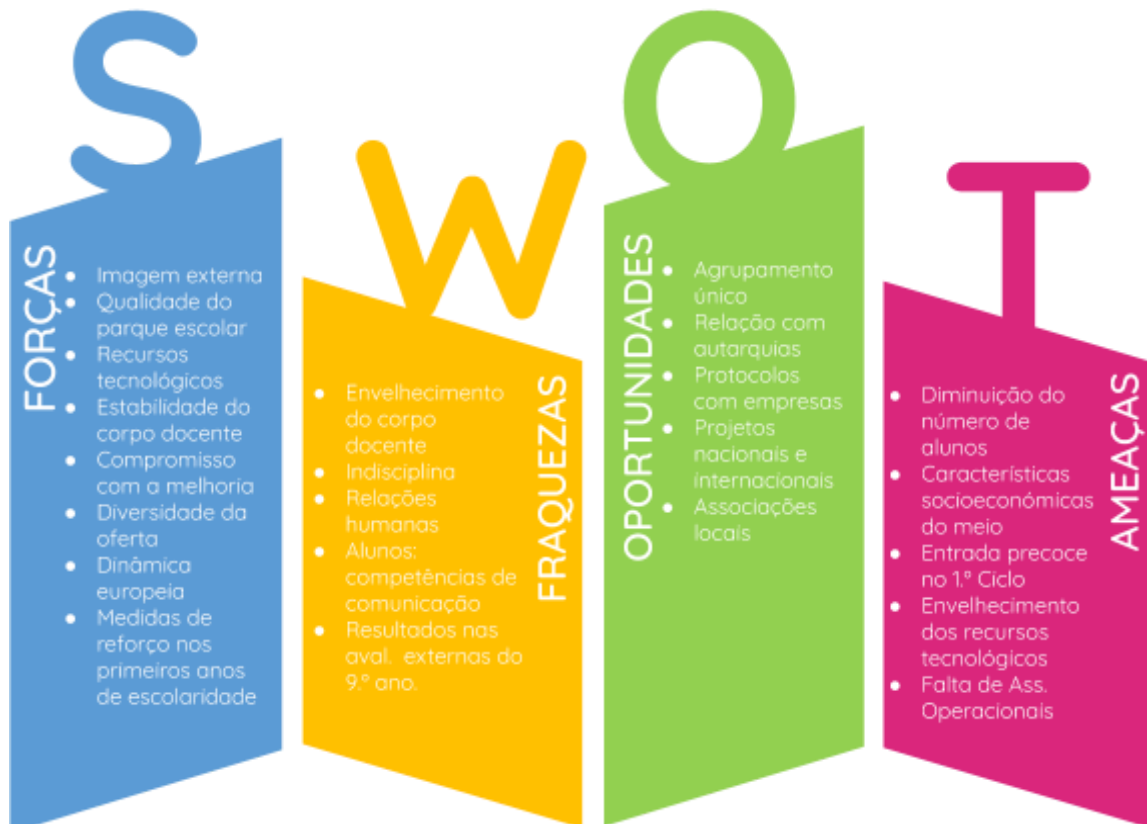 S
FORÇAS
● Imagem externa
● Qualidade do
parque escolar
● Recursos
tecnológicos
● Estabilidade do
corpo docente
● Compromisso
com a melhoria
● Diversidade da
oferta
● Dinâmica
europeia
● Medidas de
reforço nos
primeiros anos
de escolaridade
W
FRAQUEZAS
● Envelhecimento
do corpo
docente
● Indisciplina
● Relações
humanas
● Alunos:
competências de
comunicação
● Resultados nas
aval. externas do
9.º ano.
O
OPORTUNIDADES
● Agrupamento
único
● Relação com
autarquias
● Protocolos
com empresas
● Projetos
nacionais e
internacionais
● Associações
locais
T
AMEAÇAS
● Diminuição do
número de
alunos
● Características
socioeconómicas
do meio
● Entrada precoce
no 1.º Ciclo
● Envelhecimento
dos recursos
tecnológicos
● Falta de Ass.
Operacionais